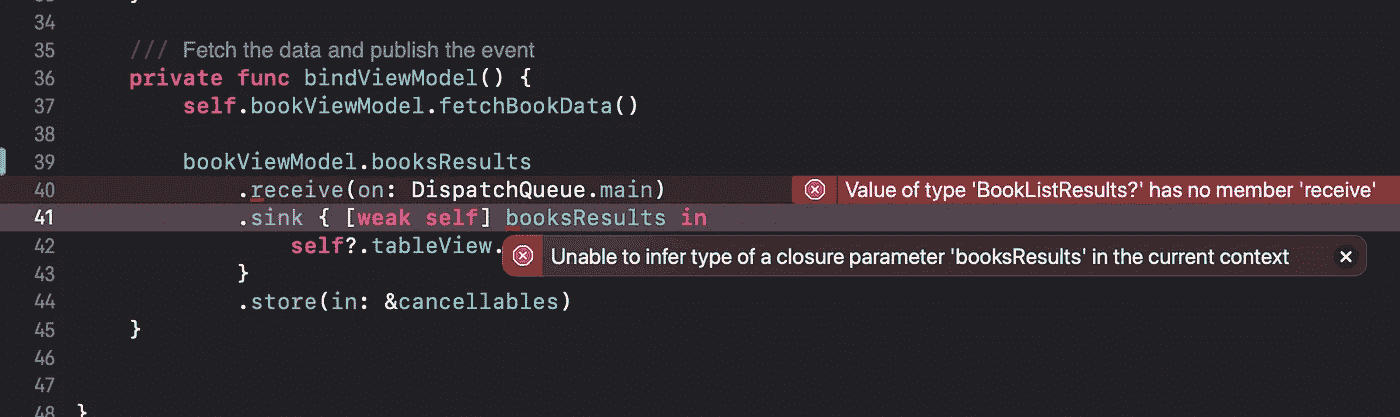 34
35 /// Fetch the data and publish the event
36 private func bindViewModel() {
37 self.bookViewModel.fetchBookData()
38
39 bookViewModel.booksResults
40 .receive(on: DispatchQueue.main) Value of type 'BookListResults?' has no member 'receive'
41 .sink { [weak self] booksResults in
42 self?.tableView. Unable to infer type of a closure parameter 'booksResults' in the current context
43 }
44 .store(in: &cancellables)
45 }
46
47
48 }